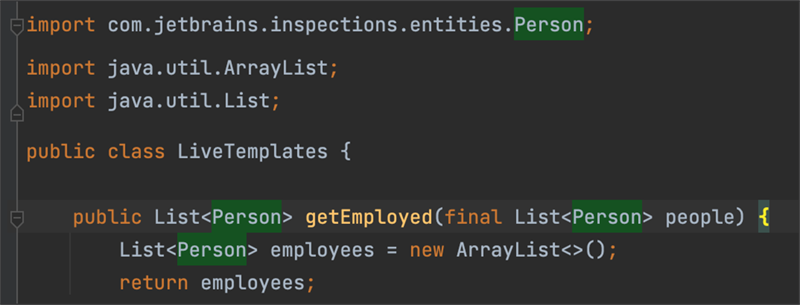 import com.jetbrains.inspections.entities.Person;
import java.util.ArrayList;
import java.util.List;
public class LiveTemplates {
public List<Person> getEmployed(final List<Person> people) {
List<Person> employees = new ArrayList<>();
return employees;